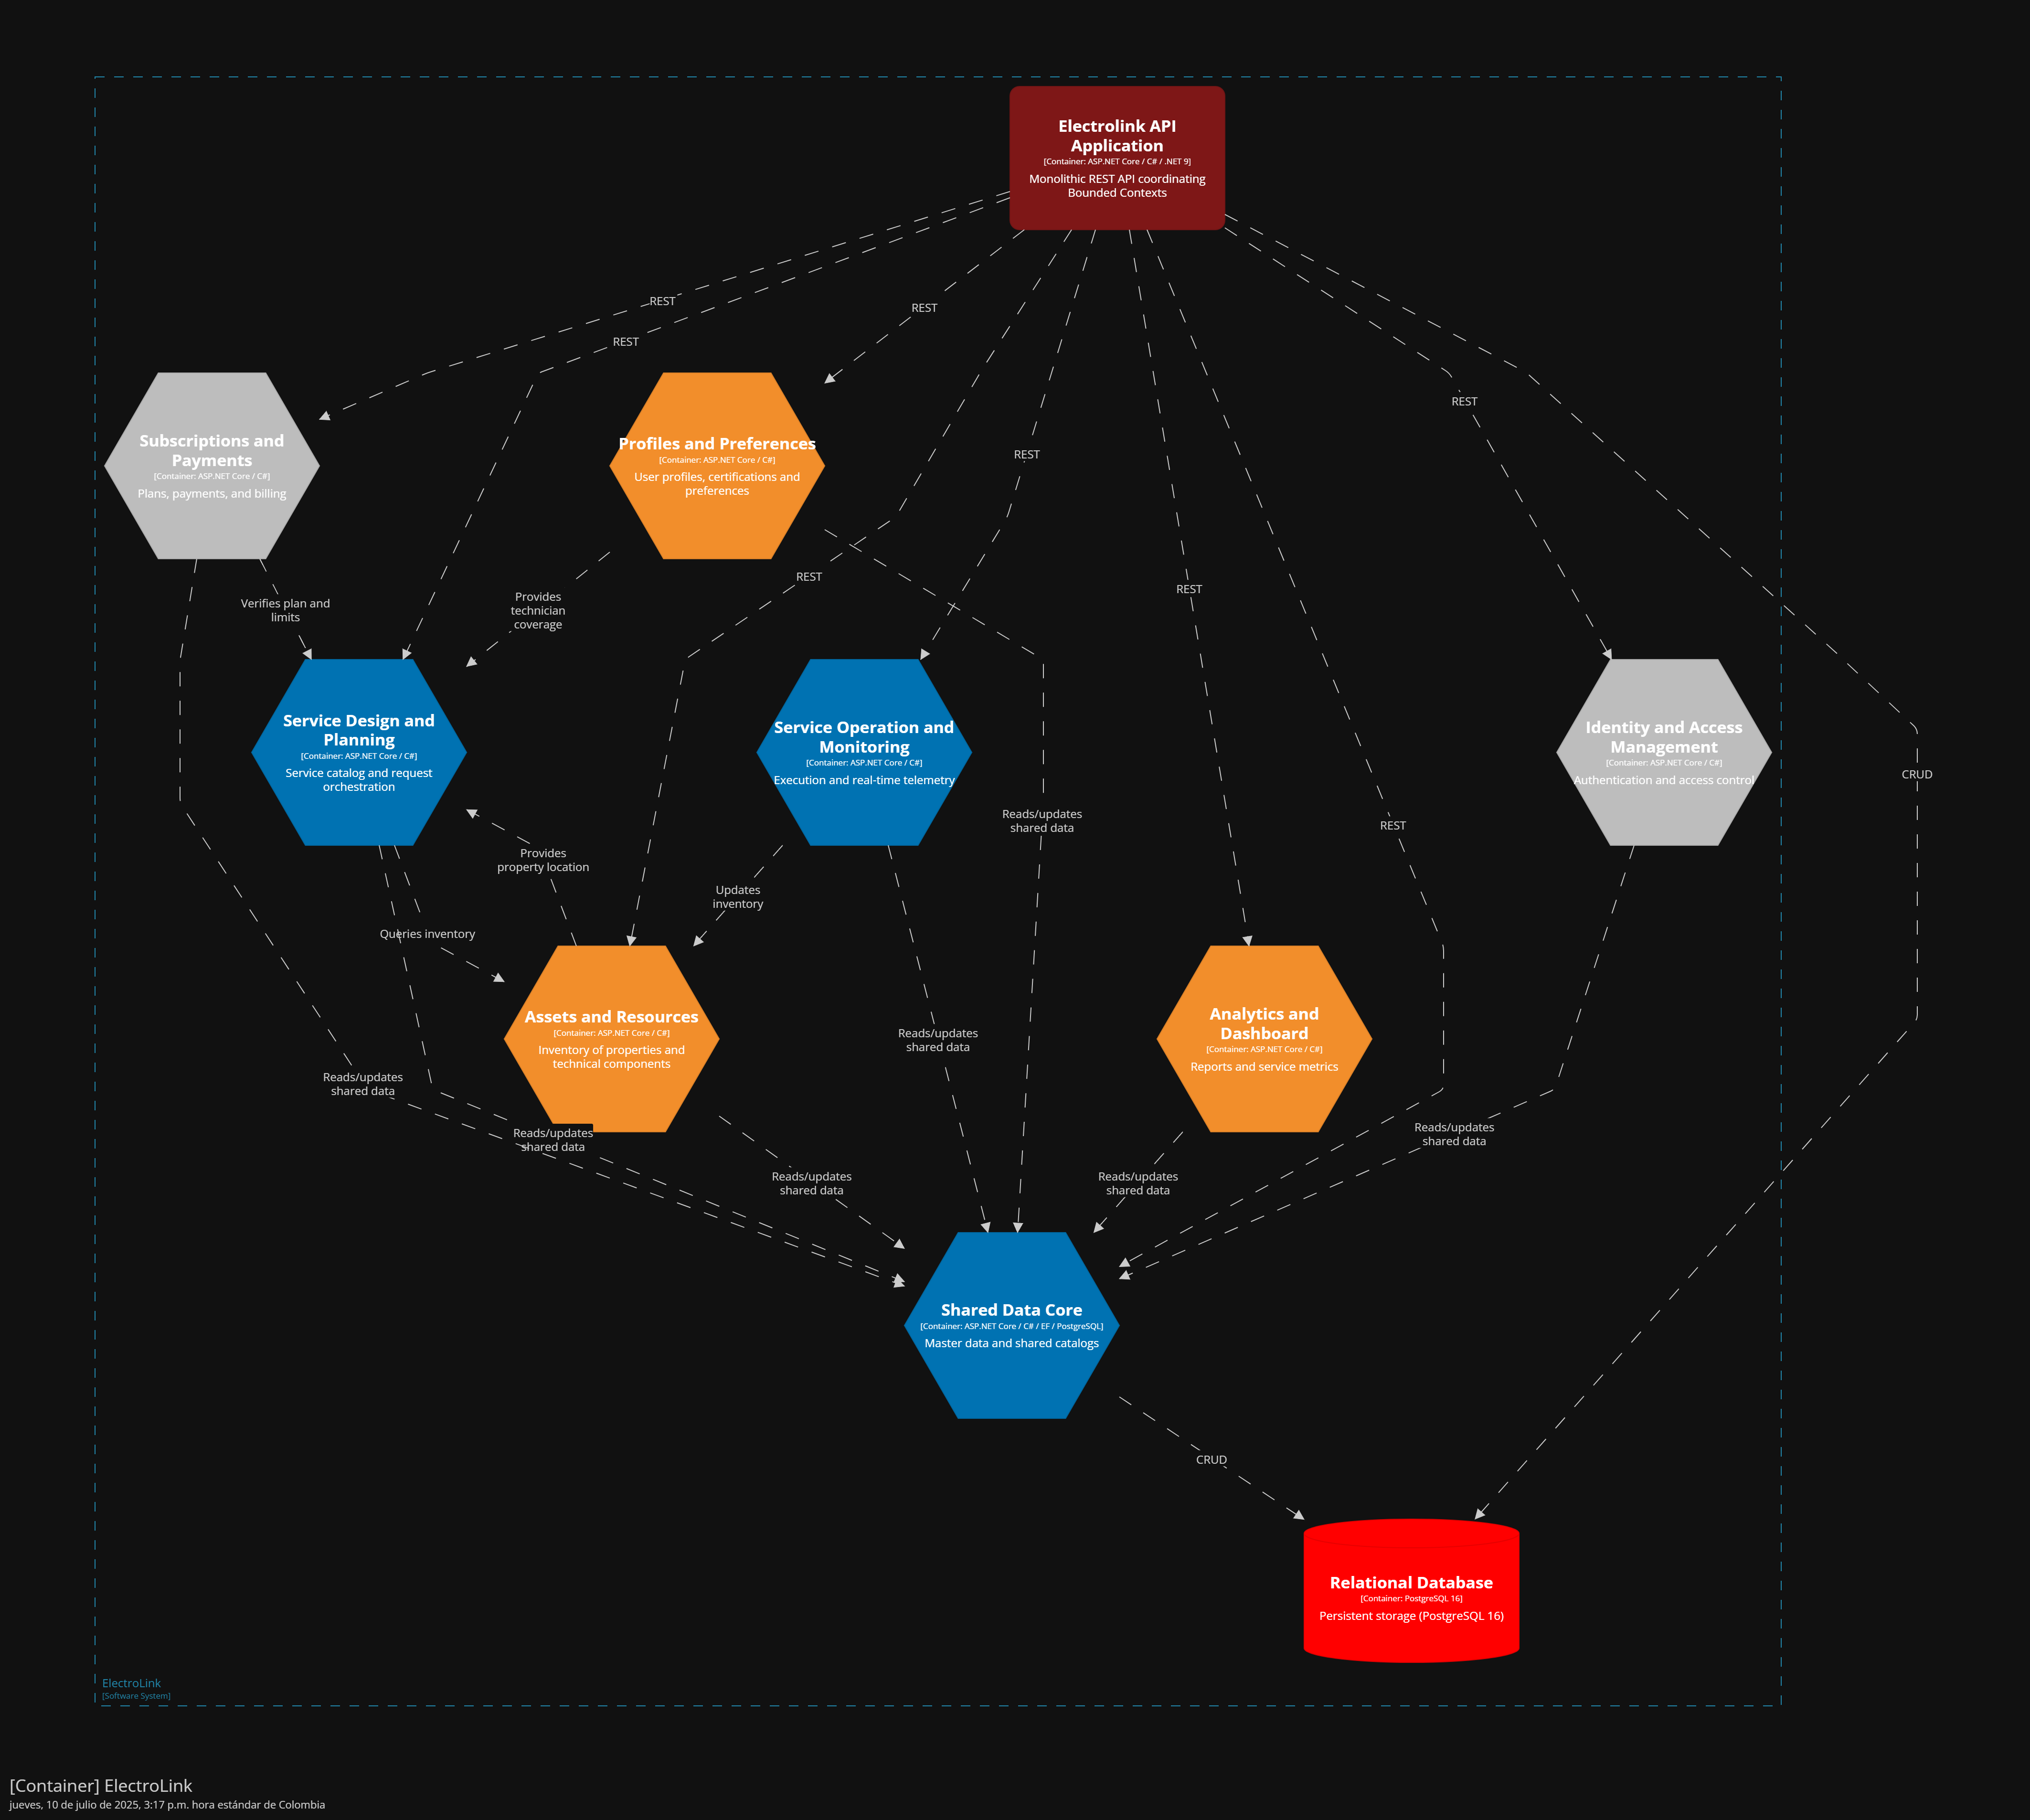 Electrolink API
Application
[Container: ASP.NET Core / C# / .NET 9]
Monolithic REST API coordinating
Bounded Contexts
REST
REST
REST
REST
Subscriptions and
Payments
[Container: ASP.NET Core / C#]
Plans, payments, and billing
Profiles and Preferences
[Container: ASP.NET Core / C#]
User profiles, certifications and
preferences
REST
REST
REST
Verifies plan and
limits
Provides
technician
coverage
Service Design and
Planning
[Container: ASP.NET Core / C#]
Service catalog and request
orchestration
Service Operation and
Monitoring
[Container: ASP.NET Core / C#]
Execution and real-time telemetry
Identity and Access
Management
[Container: ASP.NET Core / C#]
Authentication and access control
CRUD
Reads/updates
shared data
REST
Provides
property location
Updates
inventory
Queries inventory
Assets and Resources
[Container: ASP.NET Core / C#]
Inventory of properties and
technical components
Reads/updates
shared data
Analytics and
Dashboard
[Container: ASP.NET Core / C#]
Reports and service metrics
Reads/updates
shared data
Reads/updates
shared data
Reads/updates
shared data
Reads/updates
shared data
Reads/updates
shared data
Shared Data Core
[Container: ASP.NET Core / C# / EF / PostgreSQL]
Master data and shared catalogs
CRUD
Relational Database
[Container: PostgreSQL 16]
Persistent storage (PostgreSQL 16)
ElectroLink
[Software System]
[Container] ElectroLink
jueves, 10 de julio de 2025, 3:17 p.m. hora estándar de Colombia